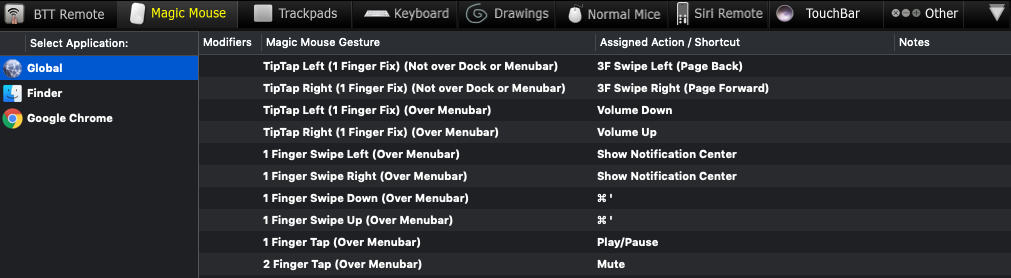 BTT Remote Magic Mouse Trackpads Keyboard Drawings Normal Mice Siri Remote TouchBar Other
Select Application: Modifiers Magic Mouse Gesture Assigned Action / Shortcut Notes
Global TipTap Left (1 Finger Fix) (Not over Dock or Menubar) 3F Swipe Left (Page Back)
Finder TipTap Right (1 Finger Fix) (Not over Dock or Menubar) 3F Swipe Right (Page Forward)
Google Chrome TipTap Left (1 Finger Fix) (Over Menubar) Volume Down
TipTap Right (1 Finger Fix) (Over Menubar) Volume Up
1 Finger Swipe Left (Over Menubar) Show Notification Center
1 Finger Swipe Right (Over Menubar) Show Notification Center
1 Finger Swipe Down (Over Menubar) ⌘ '
1 Finger Swipe Up (Over Menubar) ⌘ '
1 Finger Tap (Over Menubar) Play/Pause
2 Finger Tap (Over Menubar) Mute